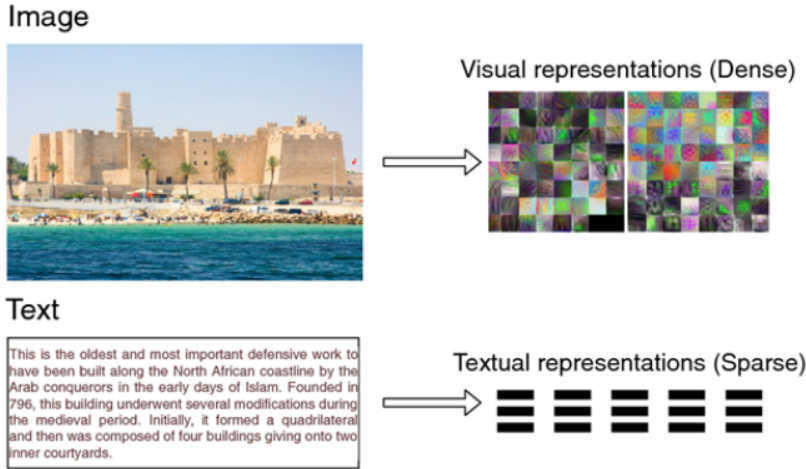 Image
Visual representations (Dense)
Text
This is the oldest and most important defensive work to
have been built along the North African coastline by the
Arab conquerors in the early days of Islam. Founded in
796, this building underwent several modifications during
the medieval period. Initially, it formed a quadrilateral
and then was composed of four buildings giving onto two
inner courtyards.
Textual representations (Sparse)